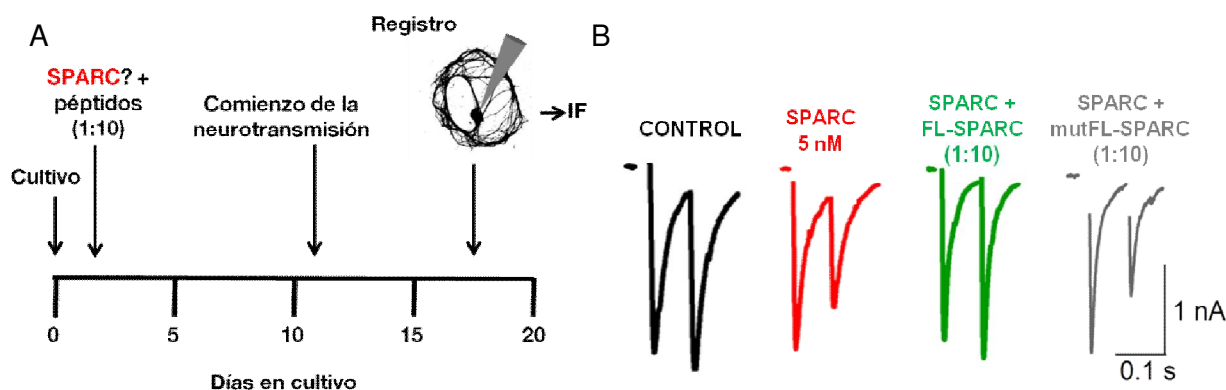 A
Registro
SPARC? +
péptidos
(1:10)
Comienzo de la
neurotransmisión
IF
Cultivo
0
5
10
15
20
Días en cultivo
B
CONTROL
SPARC
5 nM
SPARC +
FL-SPARC
(1:10)
SPARC +
mutFL-SPARC
(1:10)
1 nA
0.1 s